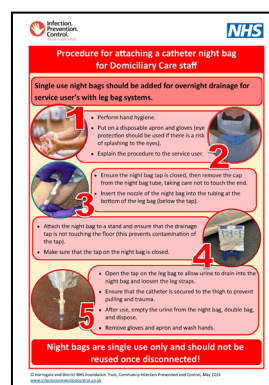 Infection.
Prevention.
Control.
You're in safe hands
NHS
Procedure for attaching a catheter night bag
for Domiciliary Care staff
Single use night bags should be added for overnight drainage for
service user's with leg bag systems.
1
• Perform hand hygiene.
• Put on a disposable apron and gloves (eye
protection should be used if there is a risk
of splashing to the eyes).
• Explain the procedure to the service user.
2
• Ensure the night bag tap is closed, then remove the cap
from the night bag tube, taking care not to touch the end.
• Insert the nozzle of the night bag into the tubing at the
bottom of the leg bag (below the tap).
3
• Attach the night bag to a stand and ensure that the drainage
tap is not touching the floor (this prevents contamination of
the tap).
• Make sure that the tap on the night bag is closed.
4
• Open the tap on the leg bag to allow urine to drain into the
night bag and loosen the leg straps.
• Ensure that the catheter is secured to the thigh to prevent
pulling and trauma.
• After use, empty the urine from the night bag, double bag,
and dispose.
• Remove gloves and apron and wash hands.
5
Night bags are single use only and should not be
reused once disconnected!
© Harrogate and District NHS Foundation Trust, Community Infection Prevention and Control, May 2024
www.infectionpreventioncontrol.co.uk